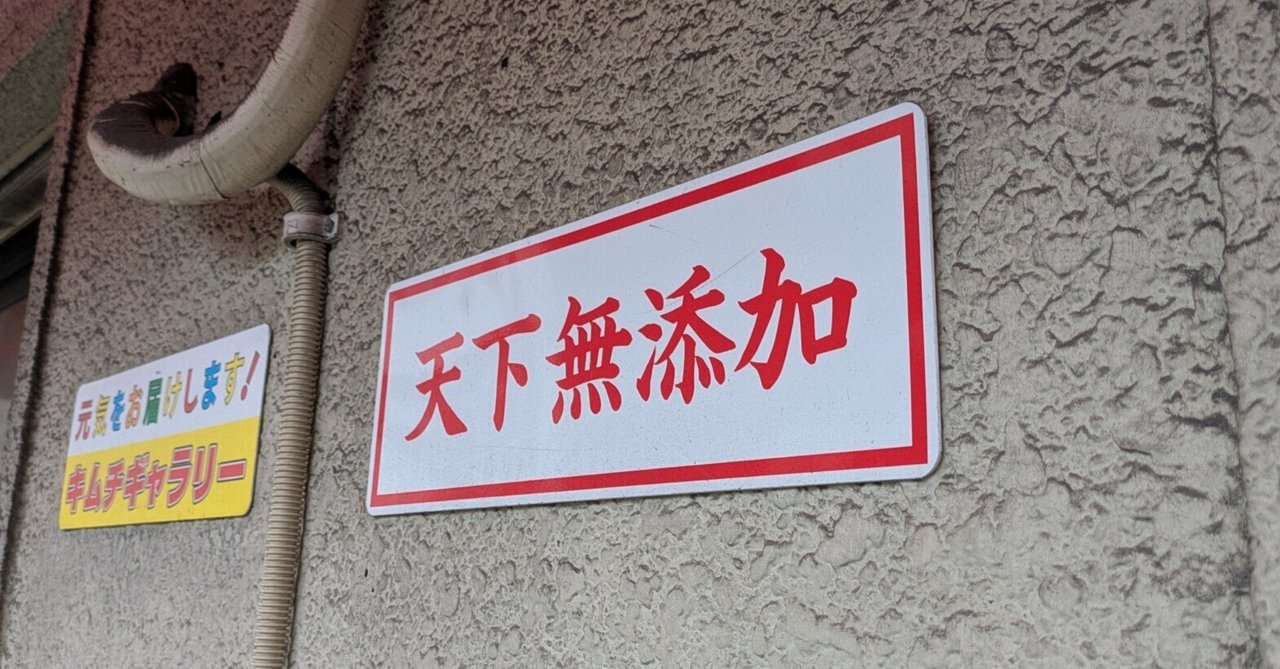 元気をお届けします!
キムチギャラリー
天下無添加